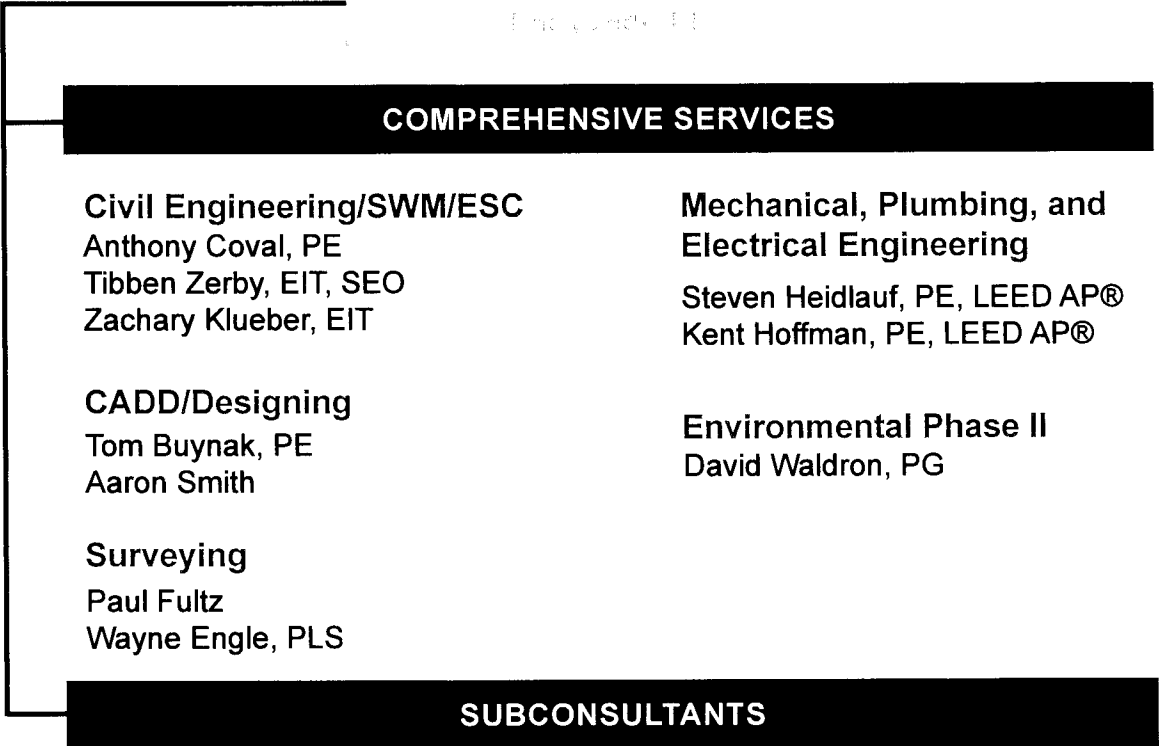 COMPREHENSIVE SERVICES
Civil Engineering/SWM/ESC
Anthony Coval, PE
Tibben Zerby, EIT, SEO
Zachary Klueber, EIT
CADD/Designing
Tom Buynak, PE
Aaron Smith
Surveying
Paul Fultz
Wayne Engle, PLS
Mechanical, Plumbing, and
Electrical Engineering
Steven Heidlauf, PE, LEED AP®
Kent Hoffman, PE, LEED AP®
Environmental Phase II
David Waldron, PG
SUBCONSULTANTS